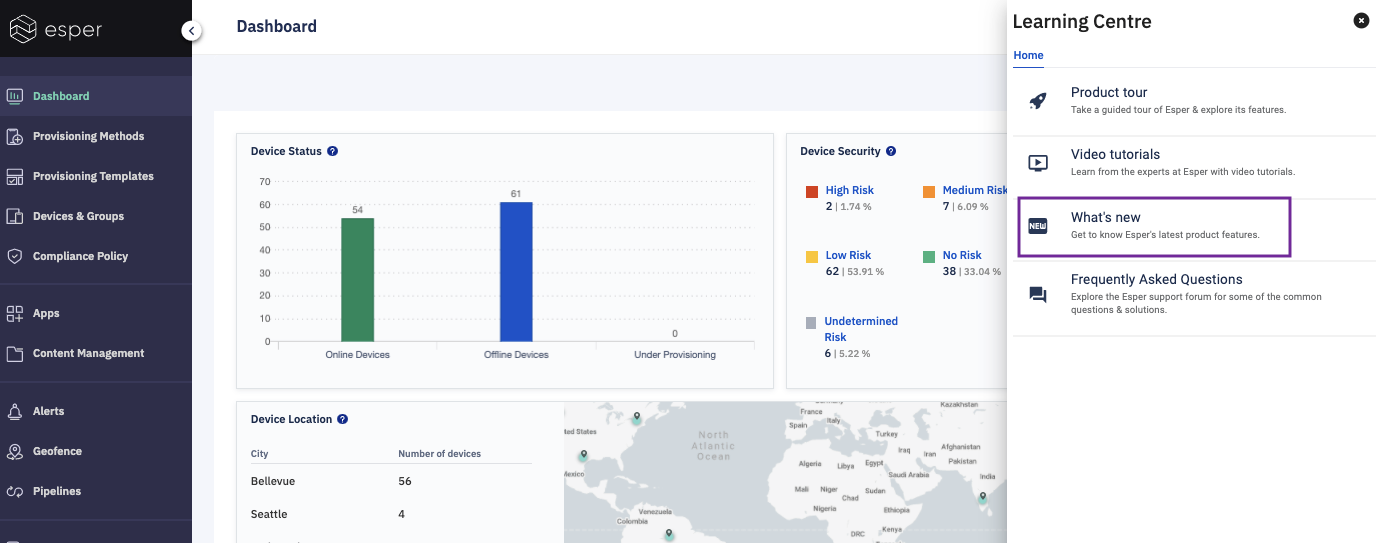 esper
Dashboard
Provisioning Methods
Provisioning Templates
Devices & Groups
Compliance Policy
Apps
Content Management
Alerts
Geofence
Pipelines
Dashboard
Device Status ?
70
60
50
40
30
20
10
0
54
61
0
Online Devices
Offline Devices
Under Provisioning
Device Security ?
High Risk
2 | 1.74 %
Medium Risk
7 | 6.09 %
Low Risk
62 | 53.91 %
No Risk
38 | 33.04 %
Undetermined
Risk
6 | 5.22 %
Device Location ?
City Number of devices
Bellevue 56
Seattle 4
North
Atlantic
Ocean
Venezuela
Colombia
France
Spain
Italy
Turkey
Kazakhstan
Afghanistan
Pakistan
Iraq
Iran
Algeria
Libya
Egypt
Saudi Arabia
India
Mali
Niger
Chad
Sudan
Nigeria
Ethiopia
Kenya
DRC
Learning Centre
Home
Product tour
Take a guided tour of Esper & explore its features.
Video tutorials
Learn from the experts at Esper with video tutorials.
NEW
What's new
Get to know Esper's latest product features.
Frequently Asked Questions
Explore the Esper support forum for some of the common
questions & solutions.